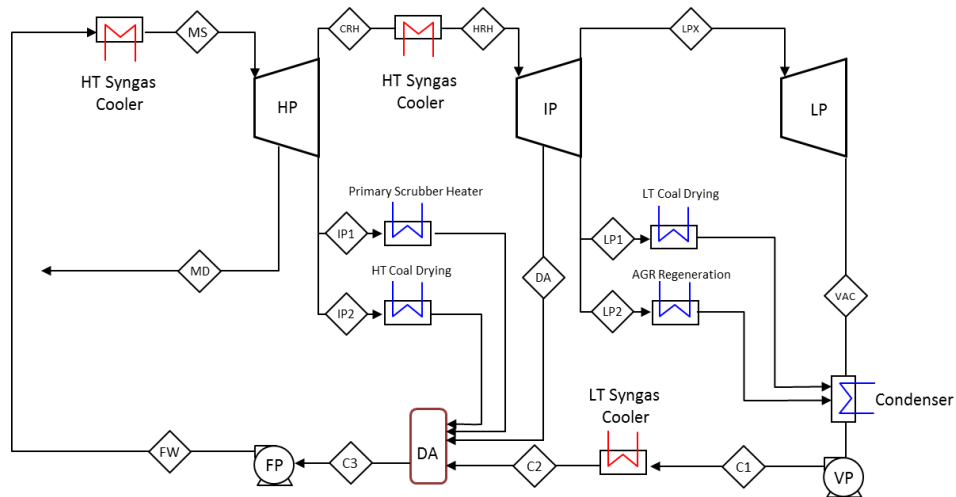 MS
CRH
HRH
LPX
HT Syngas
Cooler
HT Syngas
Cooler
HP
IP
LP
Primary Scrubber Heater
LT Coal Drying
IP1
LP1
MD
HT Coal Drying
DA
AGR Regeneration
VAC
IP2
LP2
LT Syngas
Cooler
Condenser
FW
FP
C3
DA
C2
C1
VP